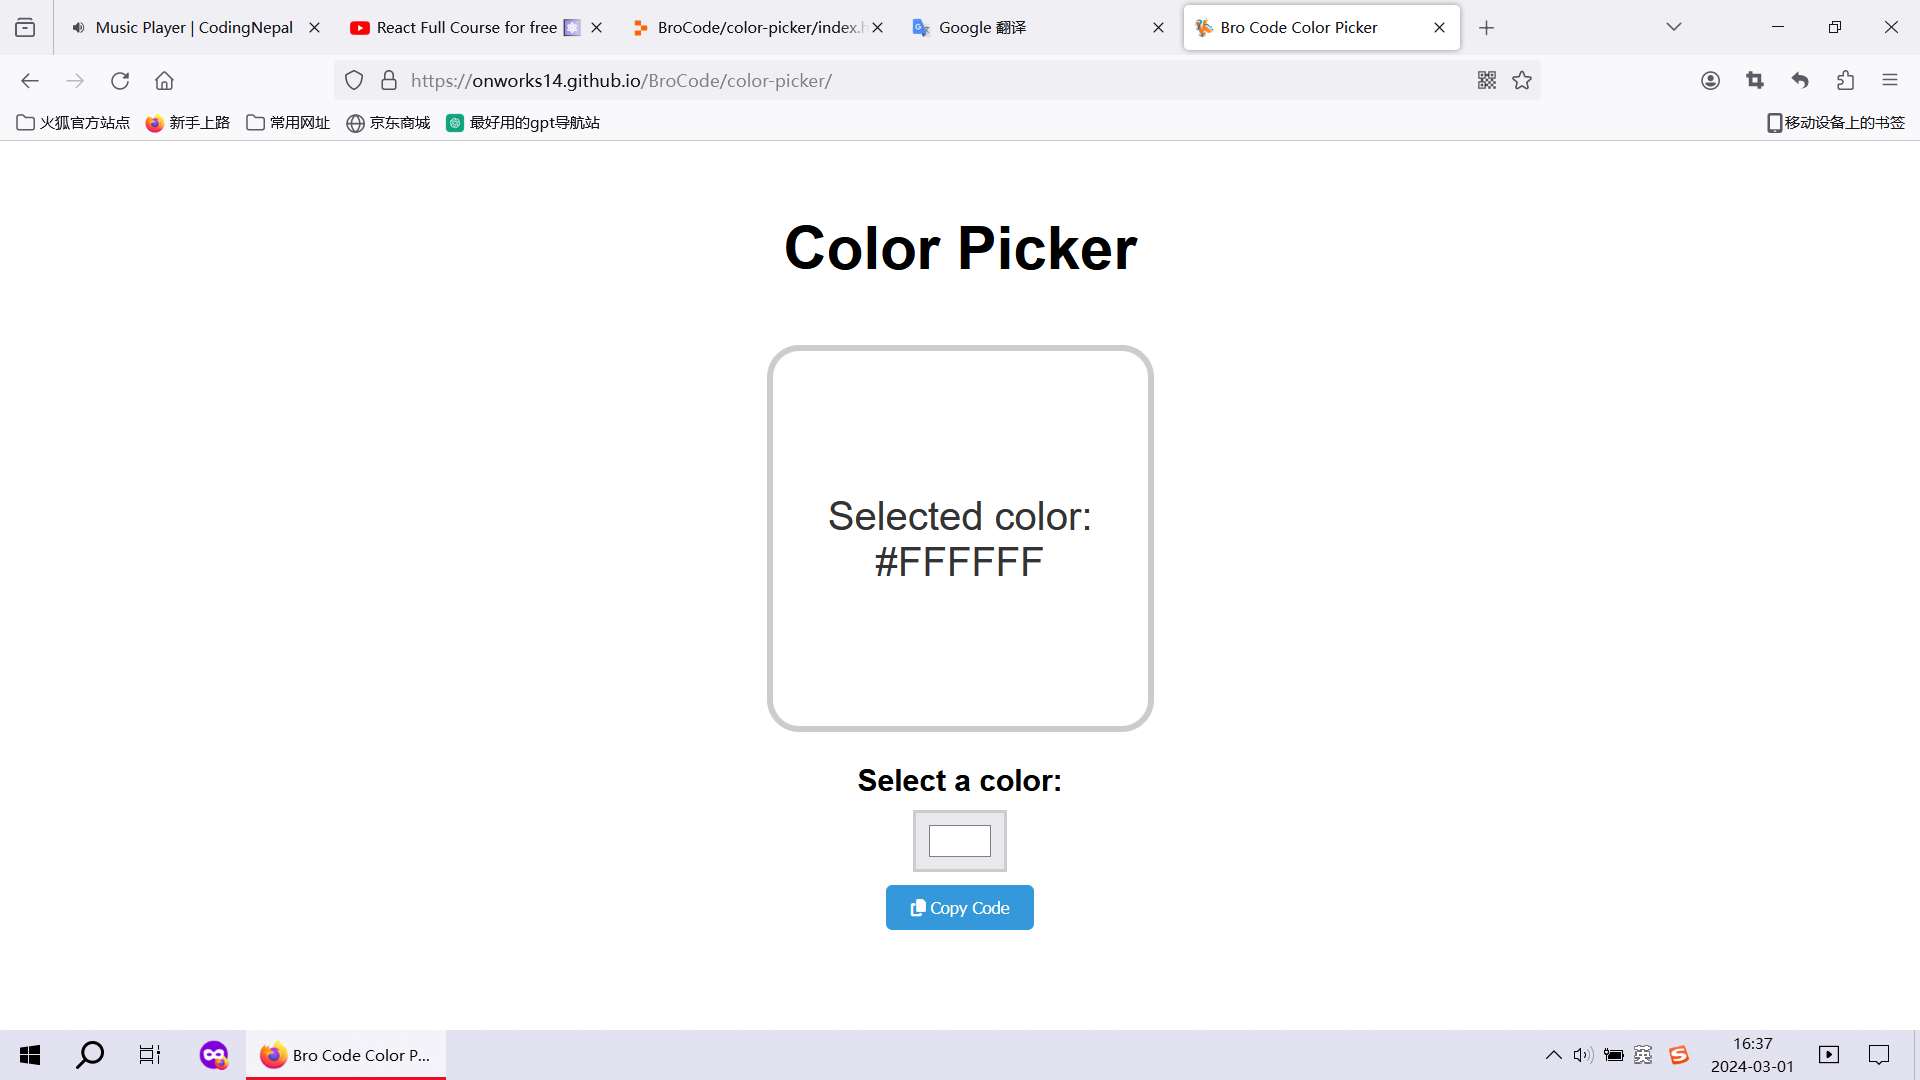 Music Player | CodingNepal
React Full Course for free
BroCode/color-picker/index.h
Google 翻译
Bro Code Color Picker
https://onworks14.github.io/BroCode/color-picker/
火狐官方站点
新手上路
常用网址
京东商城
最好用的gpt导航站
移动设备上的书签
Color Picker
Selected color:
#FFFFFF
Select a color:
Copy Code
Bro Code Color P...
英
16:37
2024-03-01